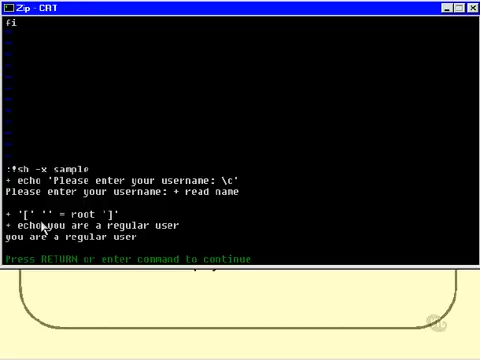 Zip - CAT
fi
~
~
~
~
~
~
~
~
~
~
~
~
:!sh -x sample
+ echo 'Please enter your username: \c'
Please enter your username: + read name
+ '[' '' = root ']'
+ echo you are a regular user
you are a regular user
Press RETURN or enter command to continue